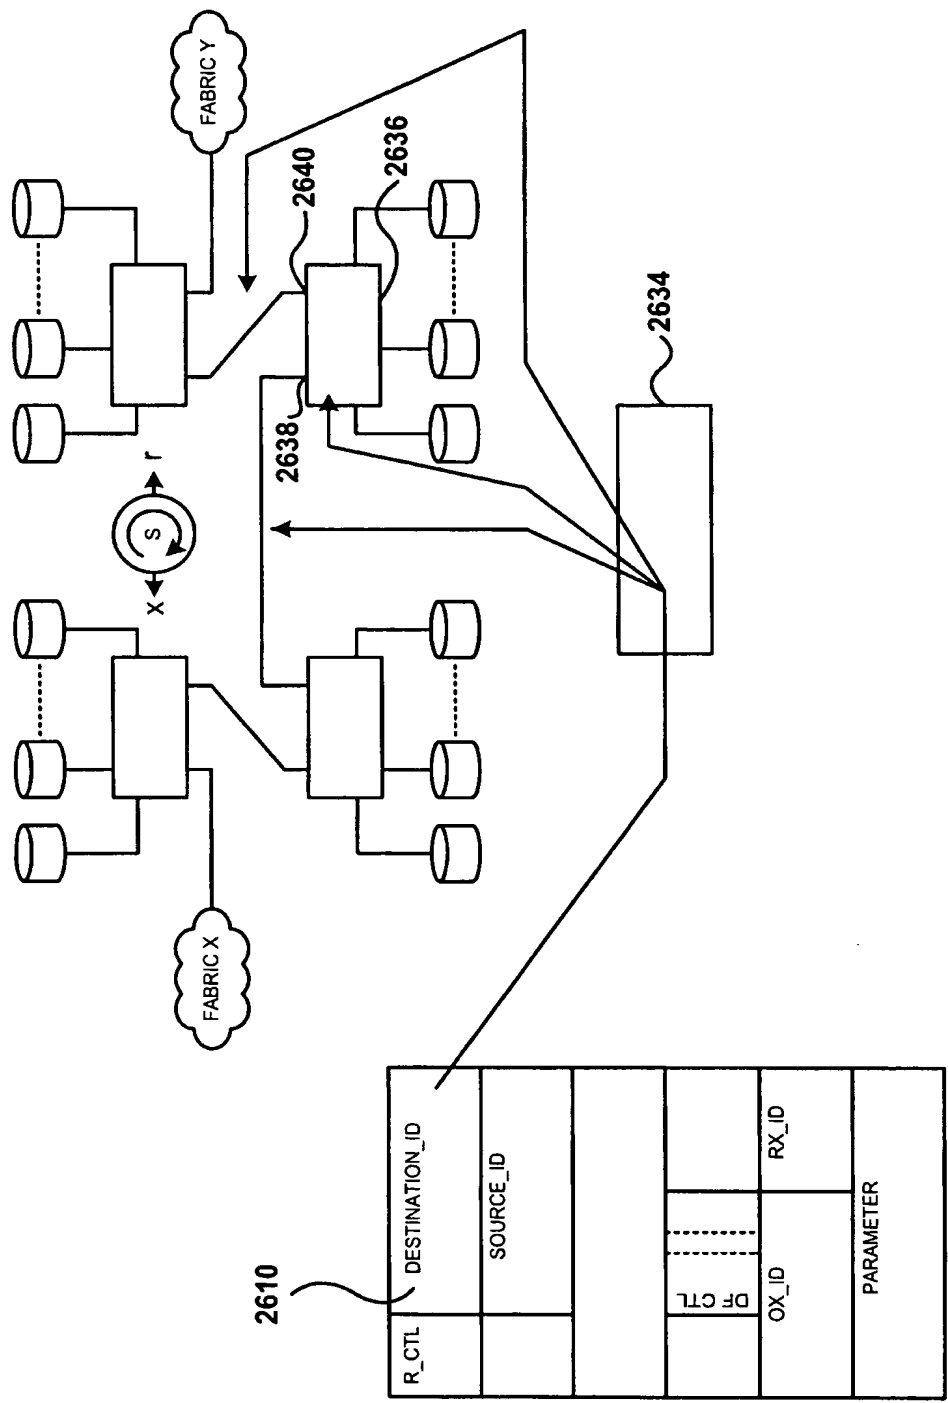 X
S
r
FABRIC X
FABRIC Y
2610
2638
2640
2636
R_CTL
DESTINATION_ID
SOURCE_ID
2634
DF CTL
OX_ID
RX_ID
PARAMETER